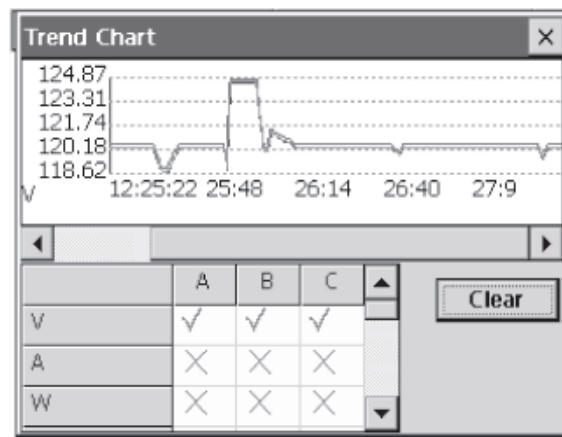 Trend Chart
124.87
123.31
121.74
120.18
118.62
V
12:25:22 25:48 26:14 26:40 27:9
A B C
Clear
V
A
W